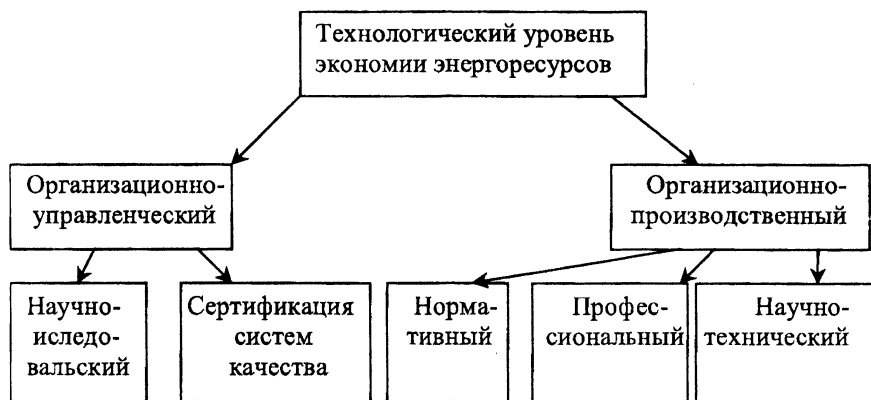 Технологический уровень
экономии энергоресурсов
Организационно-
управленческий
Организационно-
производственный
Научно-
иследо-
вальский
Сертификация
систем
качества
Норма-
тивный
Профес-
сиональный
Научно-
технический